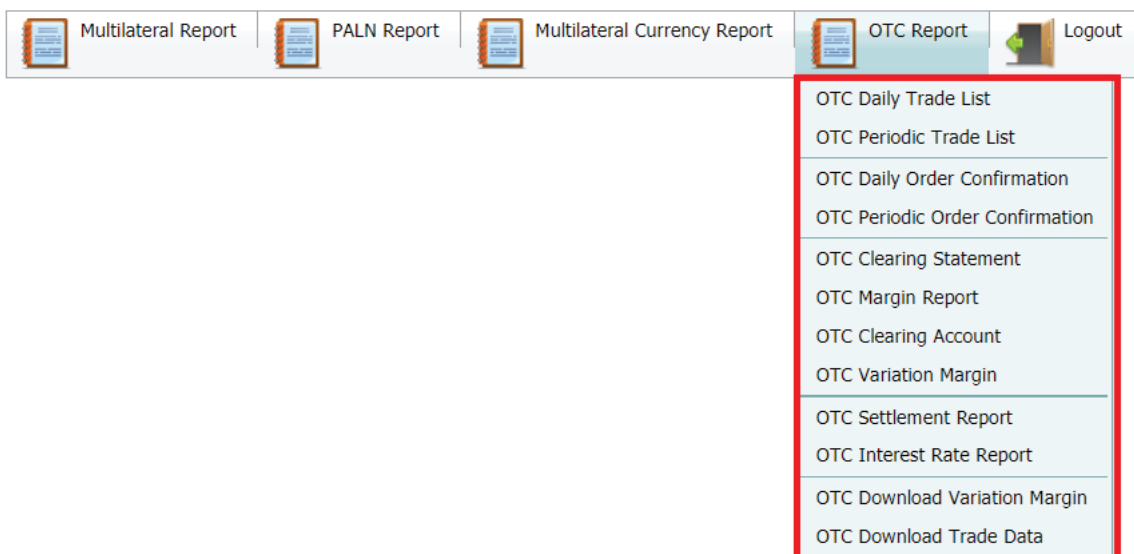 Multilateral Report
PALN Report
Multilateral Currency Report
OTC Report
Logout
OTC Daily Trade List
OTC Periodic Trade List
OTC Daily Order Confirmation
OTC Periodic Order Confirmation
OTC Clearing Statement
OTC Margin Report
OTC Clearing Account
OTC Variation Margin
OTC Settlement Report
OTC Interest Rate Report
OTC Download Variation Margin
OTC Download Trade Data